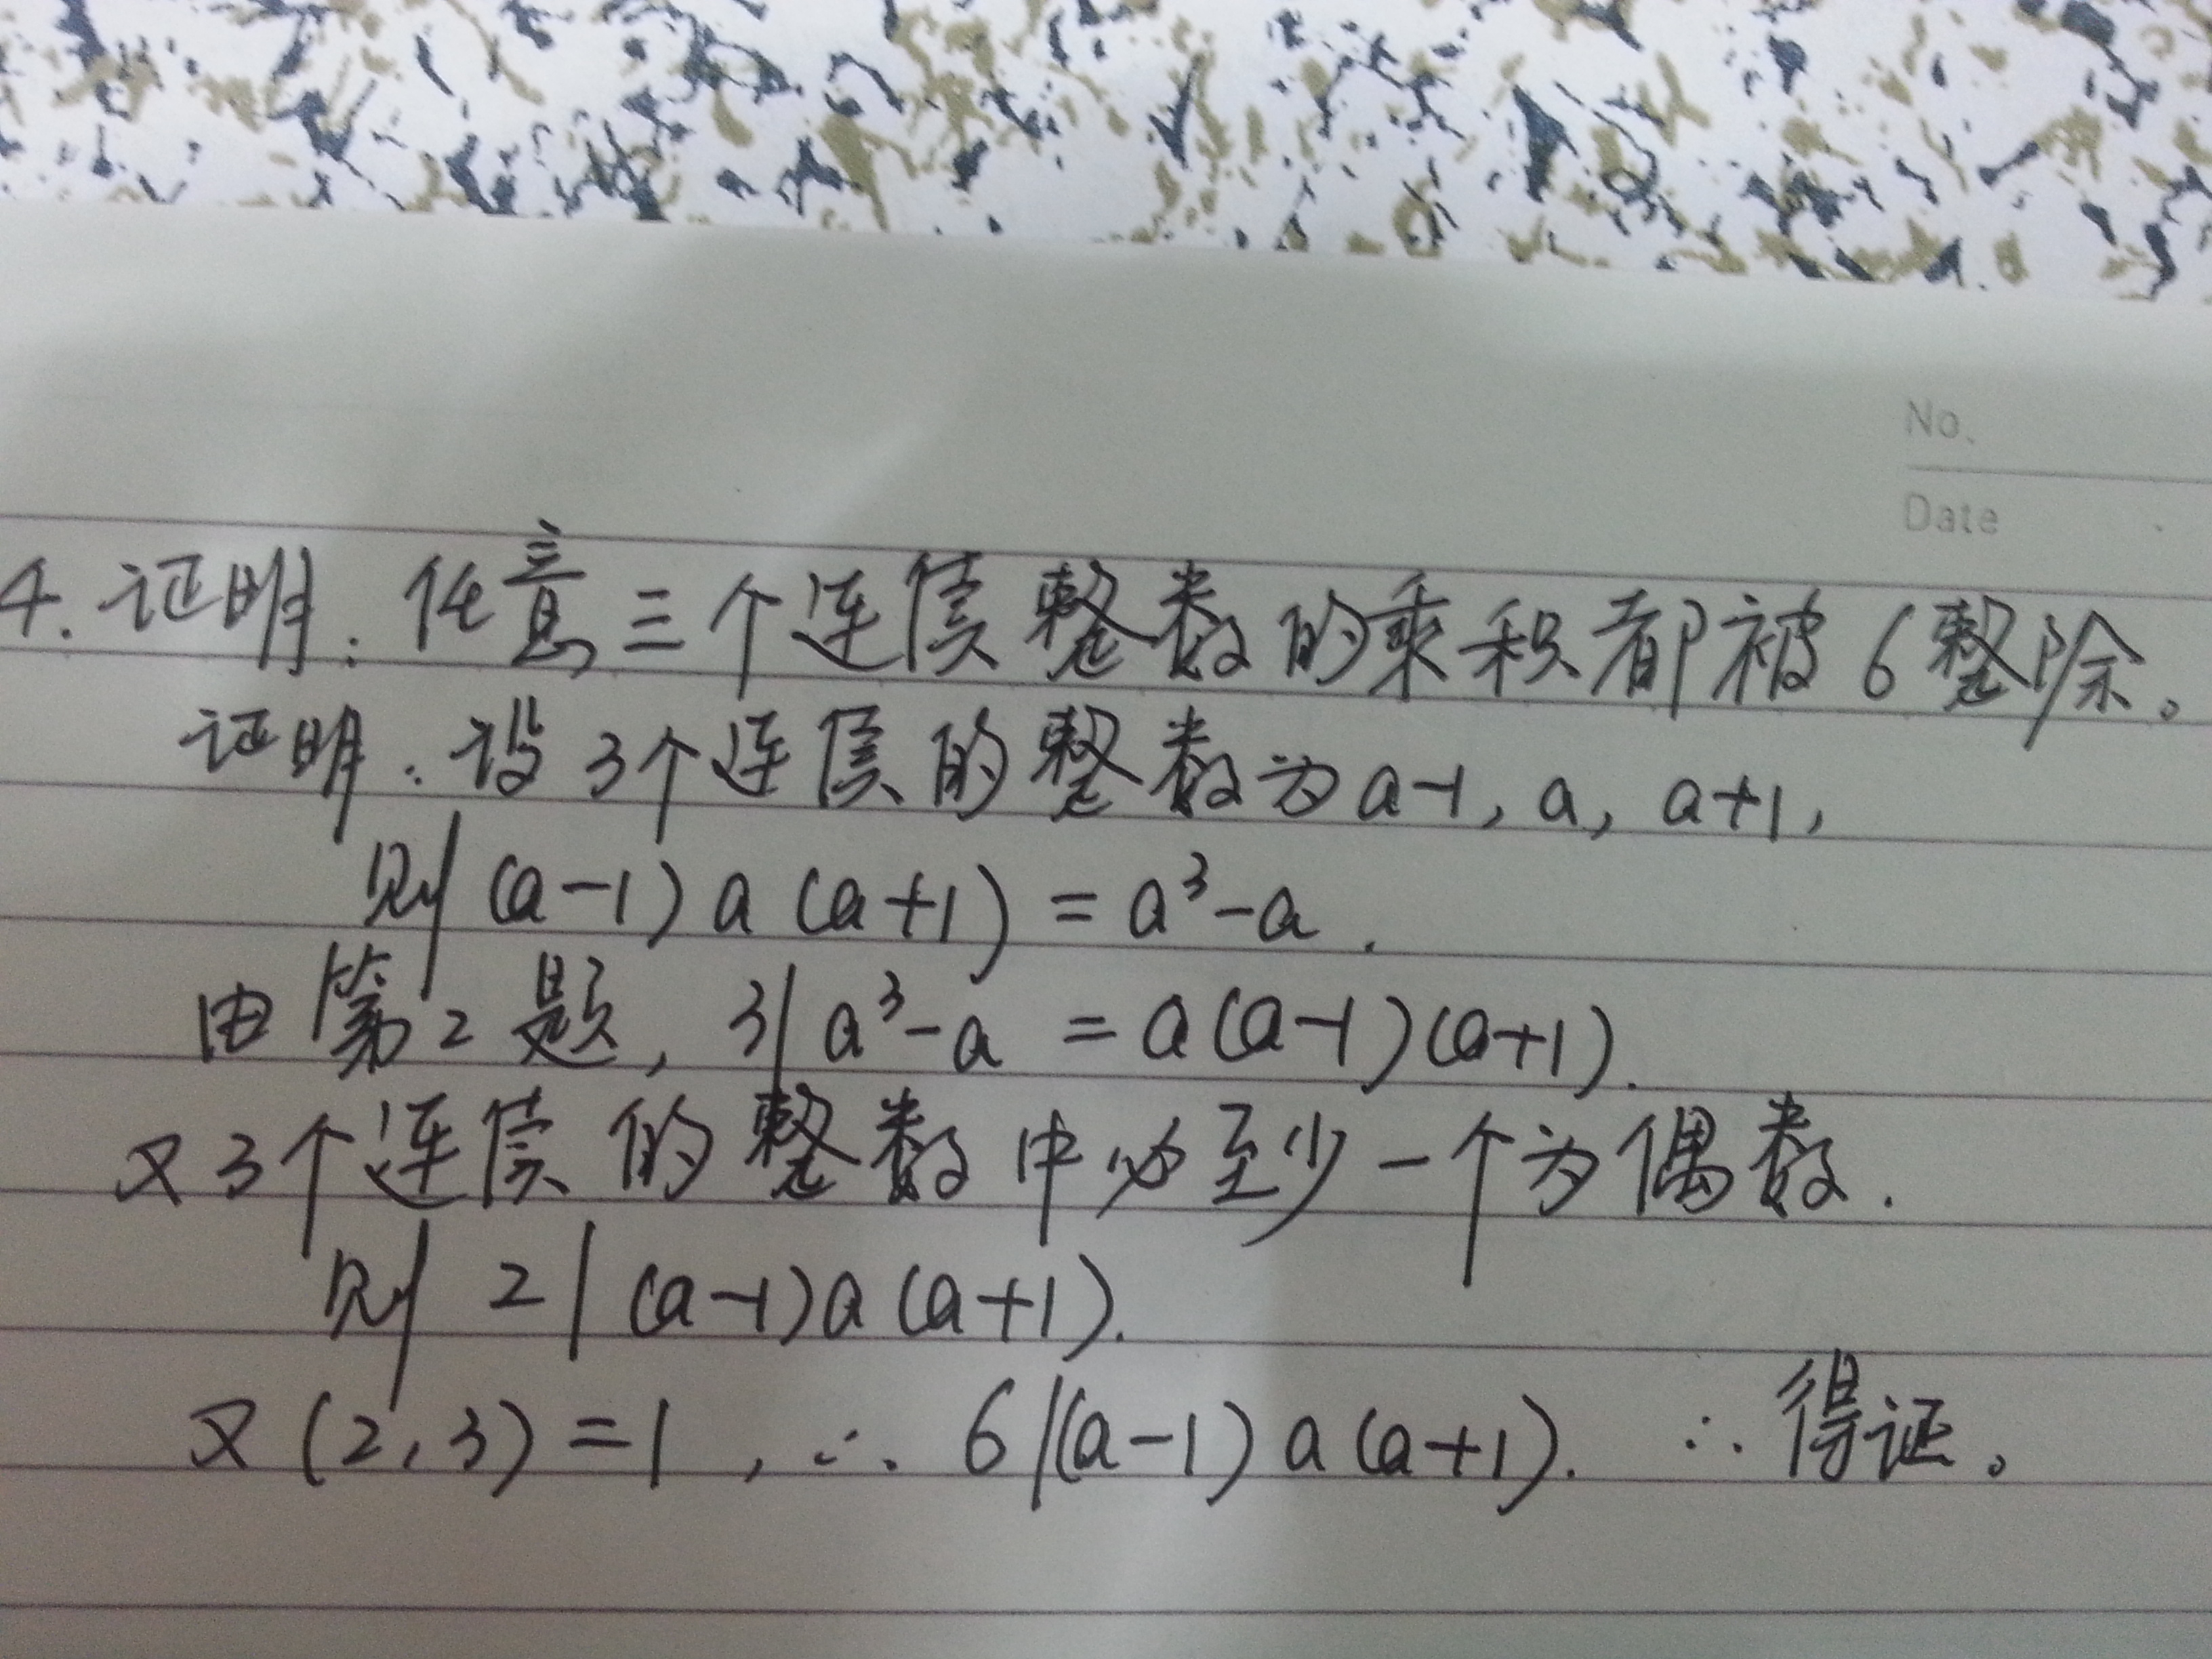 No.
Date
4. 证明: 任意三个连续整数的乘积都被6整除。
证明: 设3个连续的整数为a-1, a, a+1,
则 (a-1) a (a+1) = a³-a.
由第2题, 3|a³-a = a(a-1)(a+1).
又3个连续的整数中必至少一个为偶数.
则 2|(a-1)a(a+1).
又(2,3)=1, ∴ 6|(a-1)a(a+1). ∴得证。